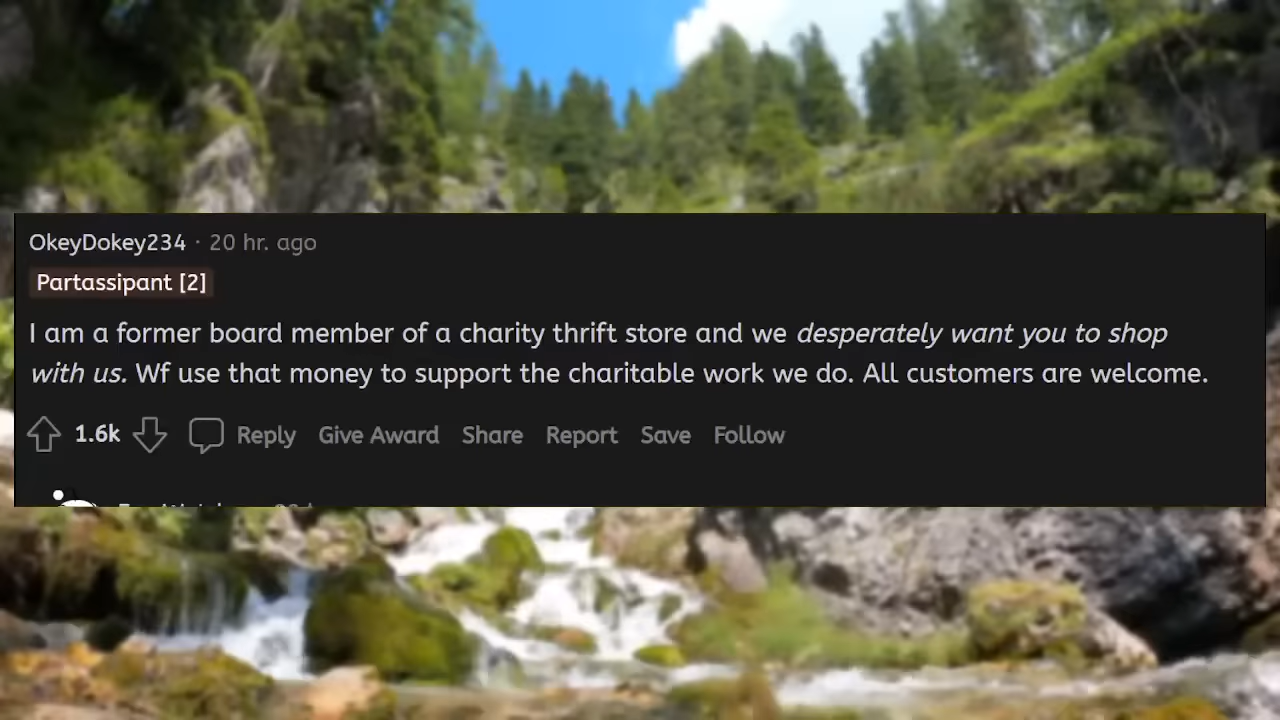 OkeyDokey234 · 20 hr. ago
Partassipant [2]
I am a former board member of a charity thrift store and we desperately want you to shop
with us. Wf use that money to support the charitable work we do. All customers are welcome.
1.6k Reply Give Award Share Report Save Follow